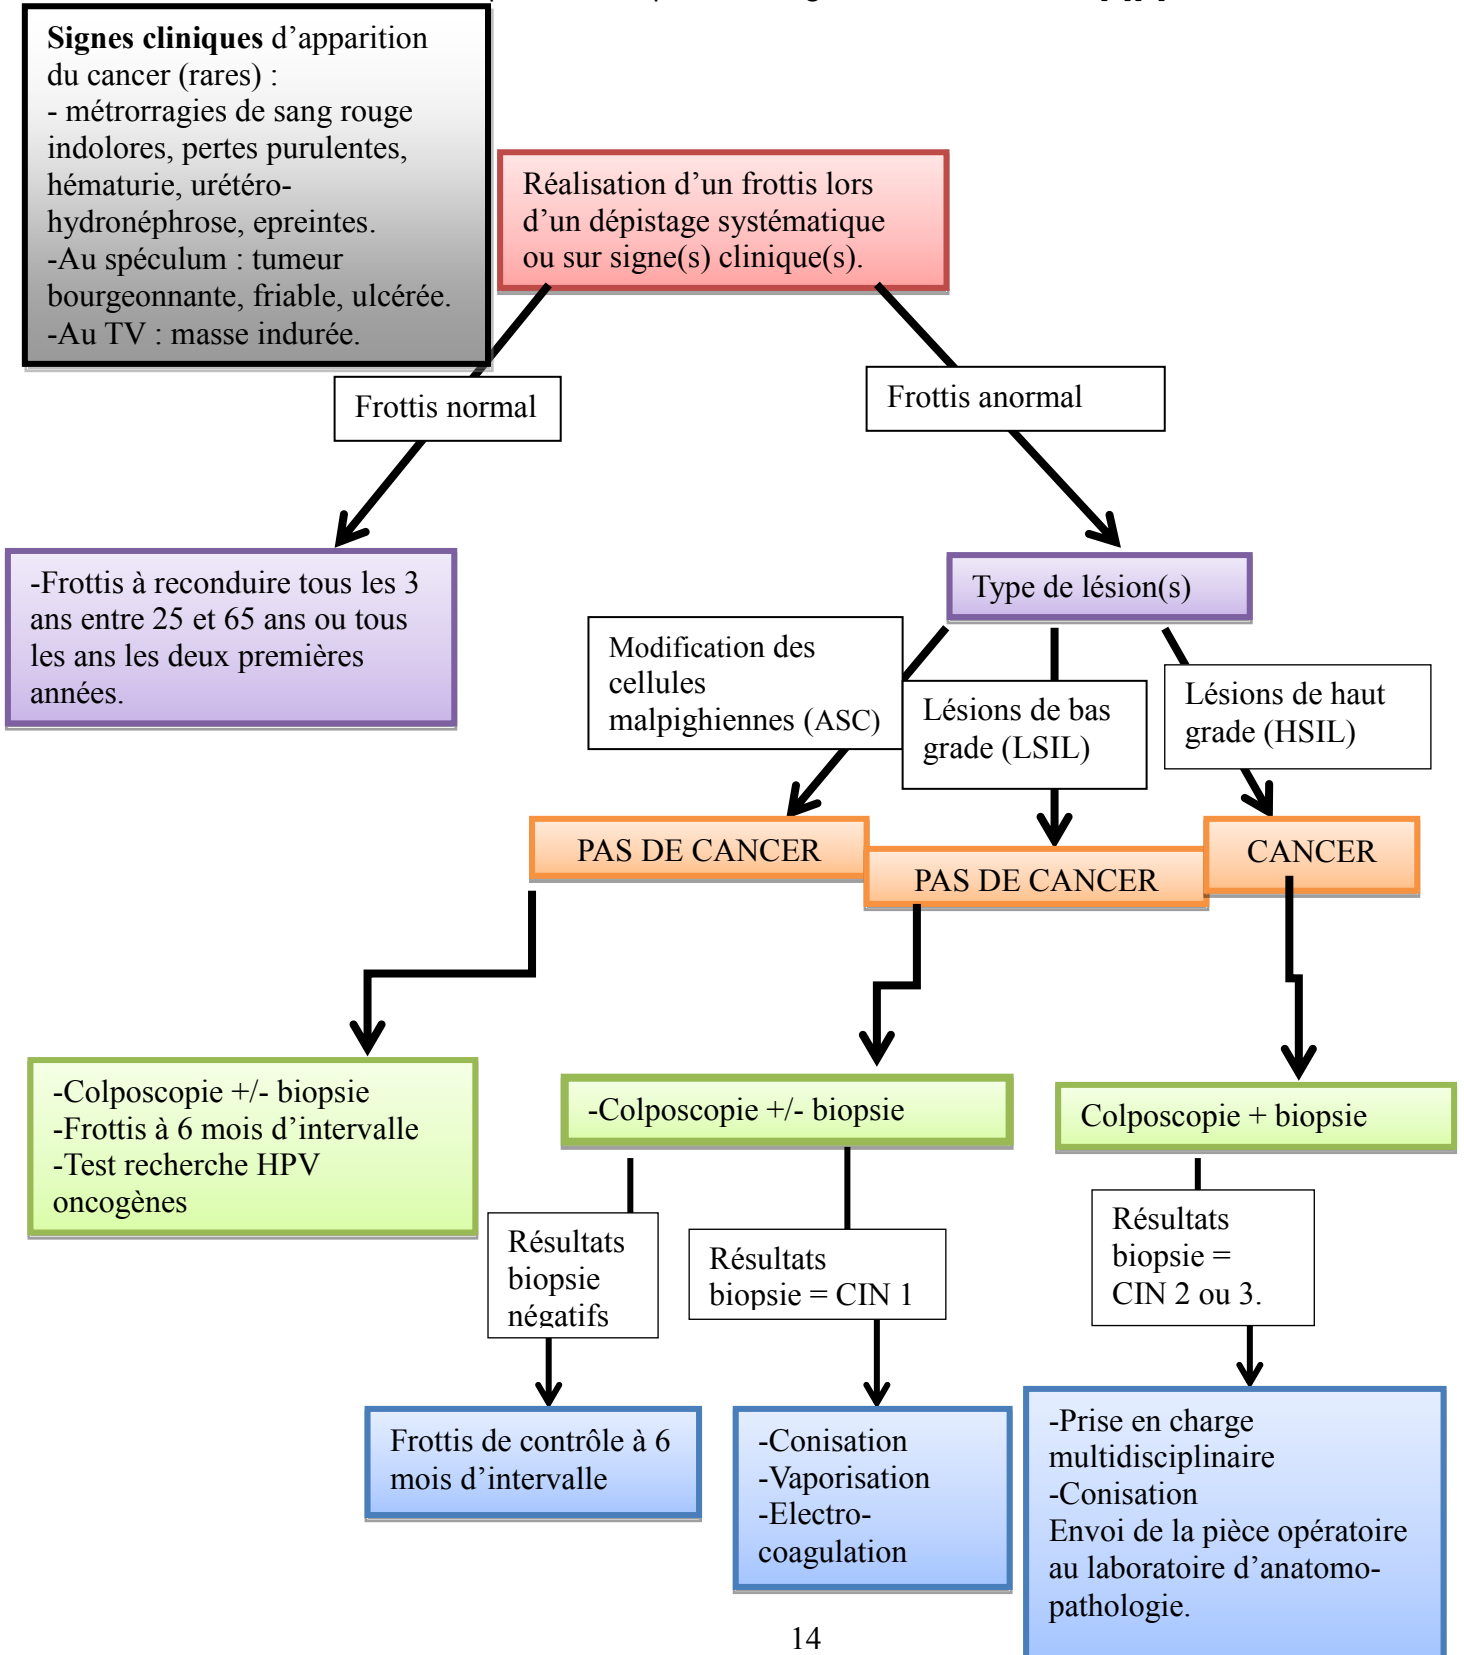 Signes cliniques d'apparition
du cancer (rares) :
- métrorragies de sang rouge
indolores, pertes purulentes,
hématurie, urétéro-
hydronéphrose, epreintes.
-Au spéculum : tumeur
bourgeonnante, friable, ulcérée.
-Au TV : masse indurée.
Réalisation d'un frottis lors
d'un dépistage systématique
ou sur signe(s) clinique(s).
Frottis normal
Frottis anormal
-Frottis à reconduire tous les 3
ans entre 25 et 65 ans ou tous
les ans les deux premières
années.
Type de lésion(s)
Modification des
cellules
malpighiennes (ASC)
Lésions de bas
grade (LSIL)
Lésions de haut
grade (HSIL)
PAS DE CANCER
PAS DE CANCER
CANCER
-Colposcopie +/- biopsie
-Frottis à 6 mois d'intervalle
-Test recherche HPV
oncogènes
-Colposcopie +/- biopsie
Colposcopie + biopsie
Résultats
biopsie
négatifs
Résultats
biopsie = CIN 1
Résultats
biopsie =
CIN 2 ou 3.
Frottis de contrôle à 6
mois d'intervalle
-Conisation
-Vaporisation
-Electro-
coagulation
-Prise en charge
multidisciplinaire
-Conisation
Envoi de la pièce opératoire
au laboratoire d'anatomo-
pathologie.
14